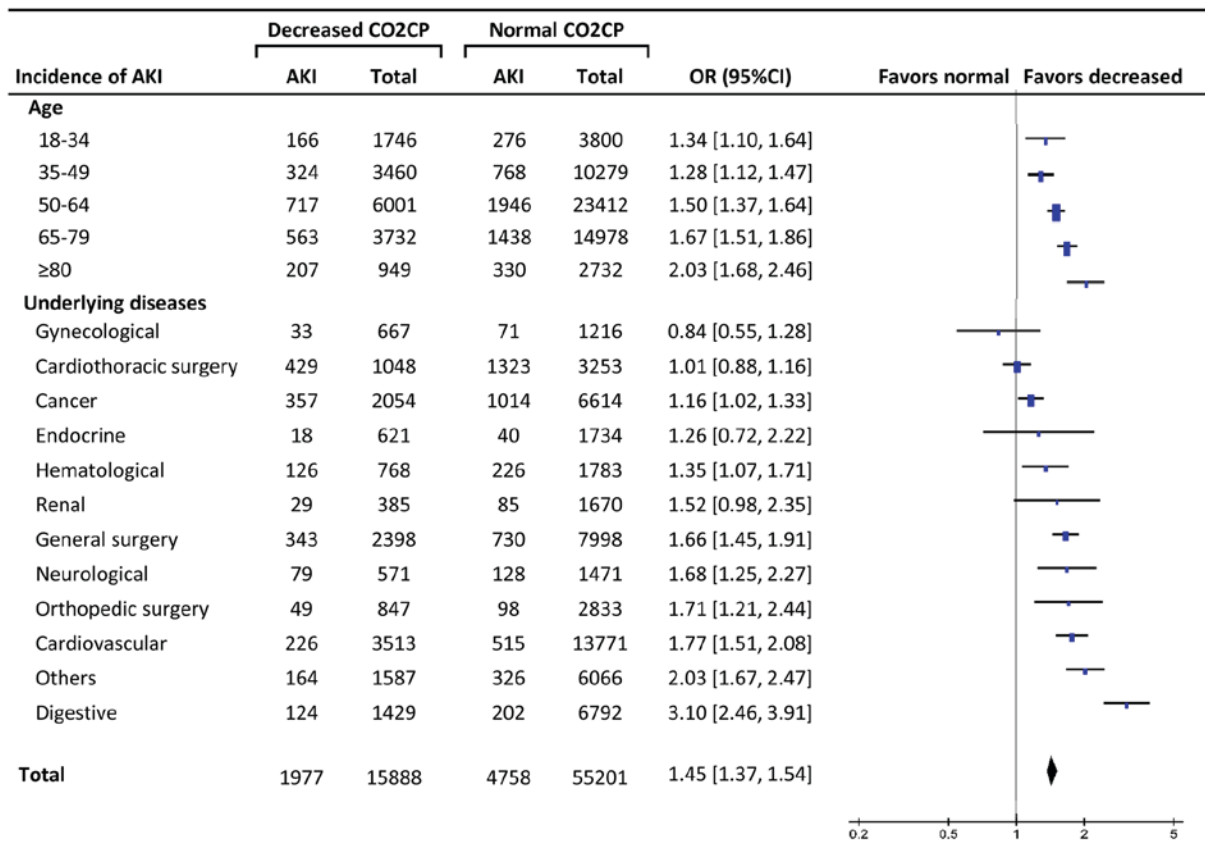 Decreased CO2CP Normal CO2CP
Incidence of AKI AKI Total AKI Total OR (95%CI) Favors normal Favors decreased
Age
18-34 166 1746 276 3800 1.34 [1.10, 1.64]
35-49 324 3460 768 10279 1.28 [1.12, 1.47]
50-64 717 6001 1946 23412 1.50 [1.37, 1.64]
65-79 563 3732 1438 14978 1.67 [1.51, 1.86]
≥80 207 949 330 2732 2.03 [1.68, 2.46]
Underlying diseases
Gynecological 33 667 71 1216 0.84 [0.55, 1.28]
Cardiothoracic surgery 429 1048 1323 3253 1.01 [0.88, 1.16]
Cancer 357 2054 1014 6614 1.16 [1.02, 1.33]
Endocrine 18 621 40 1734 1.26 [0.72, 2.22]
Hematological 126 768 226 1783 1.35 [1.07, 1.71]
Renal 29 385 85 1670 1.52 [0.98, 2.35]
General surgery 343 2398 730 7998 1.66 [1.45, 1.91]
Neurological 79 571 128 1471 1.68 [1.25, 2.27]
Orthopedic surgery 49 847 98 2833 1.71 [1.21, 2.44]
Cardiovascular 226 3513 515 13771 1.77 [1.51, 2.08]
Others 164 1587 326 6066 2.03 [1.67, 2.47]
Digestive 124 1429 202 6792 3.10 [2.46, 3.91]
Total 1977 15888 4758 55201 1.45 [1.37, 1.54]
0.2 0.5 1 2 5